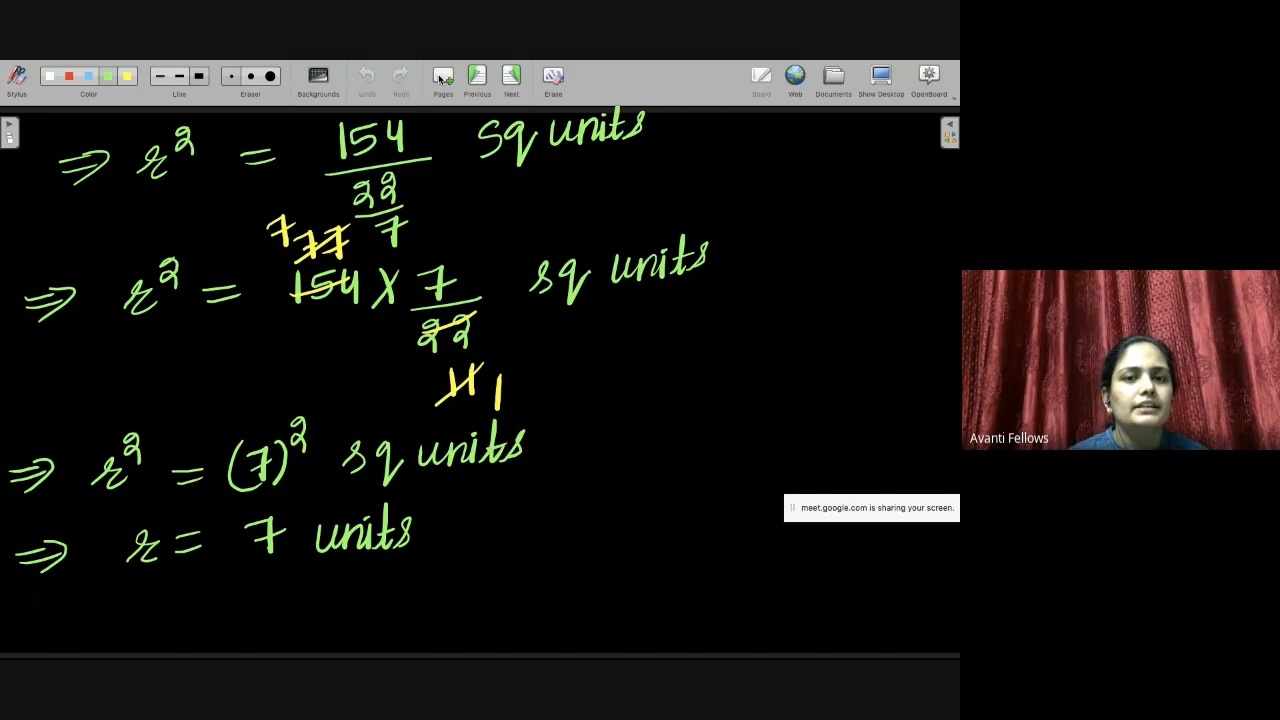 Stylus Color Line Eraser Backgrounds Undo Redo Pages Previous Next Erase Board Web Documents Show Desktop OpenBoard
⇒ r² = 154 / (22/7) sq units
7 77
⇒ r² = 154 × 7/22 sq units
11 1
⇒ r² = (7)² sq units
⇒ r = 7 units
Avanti Fellows
meet.google.com is sharing your screen.